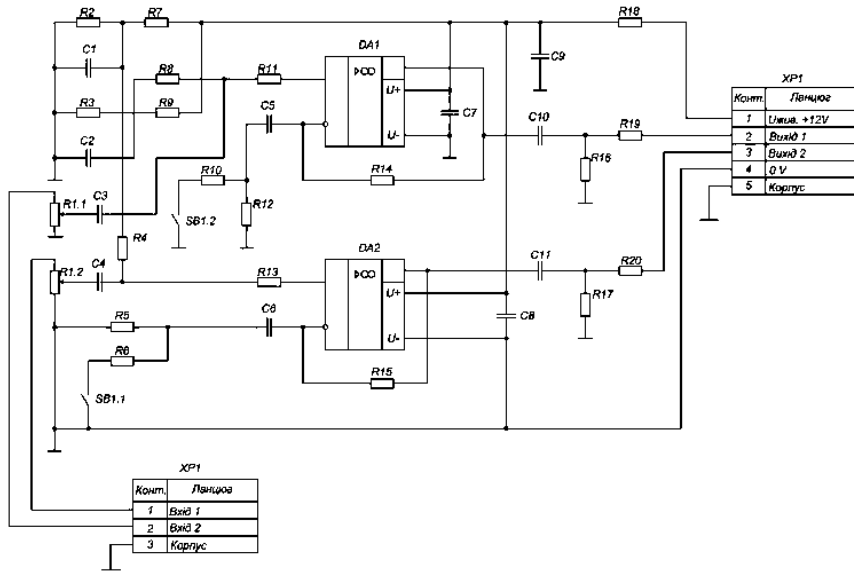 R2
R7
R18
C1
DA1
R8
R11
▷∞
C9
XP1
U+
Конт. Ланцюг
R3
R9
C5
C7
1 Uжив. +12V
C10
R19
2 Вихід 1
C2
U-
3 Вихід 2
R14
R16
4 0 V
R10
5 Корпус
C3
R1.1
R12
SB1.2
R4
DA2
C11
R20
C4
R13
R1.2
▷∞
U+
R17
C6
C8
R5
U-
R6
R15
SB1.1
XP1
Конт. Ланцюг
1 Вхід 1
2 Вхід 2
3 Корпус